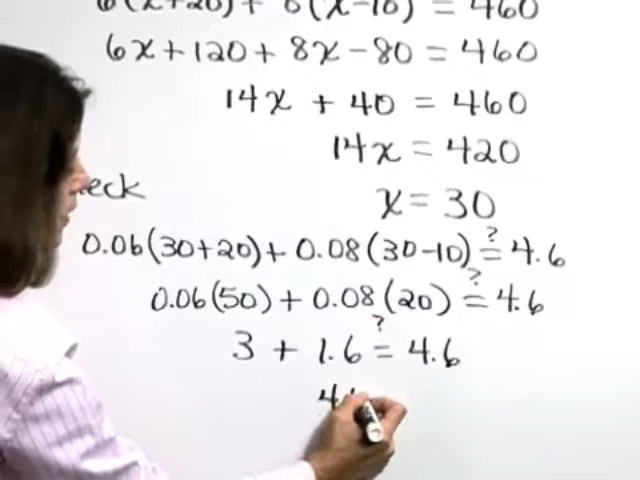 6(x+20) + 8(x-10) = 460
6x + 120 + 8x - 80 = 460
14x + 40 = 460
14x = 420
x = 30
eck
0.06(30+20) + 0.08(30-10) ?= 4.6
0.06(50) + 0.08(20) ?= 4.6
3 + 1.6 ?= 4.6
4